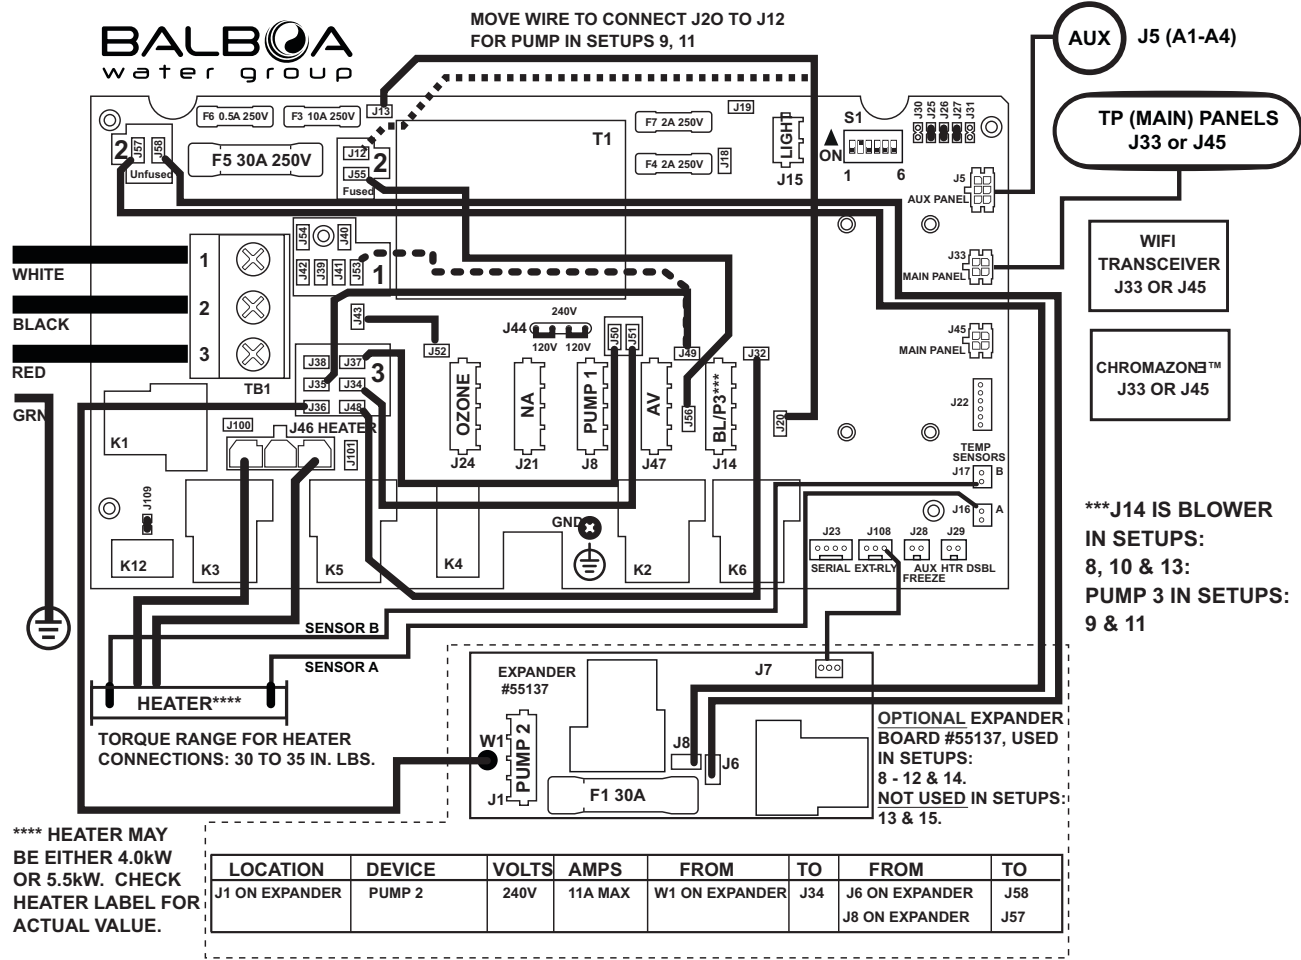 BALBOA
water group
MOVE WIRE TO CONNECT J2O TO J12
FOR PUMP IN SETUPS 9, 11
AUX
J5 (A1-A4)
TP (MAIN) PANELS
J33 or J45
WIFI
TRANSCEIVER
J33 OR J45
CHROMAZONE™
J33 OR J45
F6 0.5A 250V
F3 10A 250V
J13
F7 2A 250V
J19
F4 2A 250V
J18
LIGHT
J15
S1
ON
1
6
J30
J25
J26
J27
J31
2
J57
J58
Unfused
F5 30A 250V
J12
J55
2
Fused
T1
J5
AUX PANEL
J33
MAIN PANEL
J45
MAIN PANEL
J22
TEMP
SENSORS
J17
B
J16
A
WHITE
BLACK
RED
GRN
1
2
3
TB1
J54
J40
J42
J39
J41
J53
1
J43
J52
J38
J37
J35
J34
J36
J48
3
240V
J44
120V
120V
J50
J51
J49
J32
J56
J20
OZONE
J24
NA
J21
PUMP 1
J8
AV
J47
BL/P3***
J14
K1
J100
J46 HEATER
J101
J109
K12
K3
K5
K4
GND
K2
K6
J23
J108
J28
J29
SERIAL
EXT-RLY
AUX
FREEZE
HTR DSBL
***J14 IS BLOWER
IN SETUPS:
8, 10 & 13:
PUMP 3 IN SETUPS:
9 & 11
SENSOR B
SENSOR A
HEATER****
TORQUE RANGE FOR HEATER
CONNECTIONS: 30 TO 35 IN. LBS.
EXPANDER
#55137
J7
W1
PUMP 2
J1
J8
J6
F1 30A
OPTIONAL EXPANDER
BOARD #55137, USED
IN SETUPS:
8 - 12 & 14.
NOT USED IN SETUPS:
13 & 15.
**** HEATER MAY
BE EITHER 4.0kW
OR 5.5kW. CHECK
HEATER LABEL FOR
ACTUAL VALUE.
LOCATION DEVICE VOLTS AMPS FROM TO FROM TO
J1 ON EXPANDER PUMP 2 240V 11A MAX W1 ON EXPANDER J34 J6 ON EXPANDER J58
J8 ON EXPANDER J57